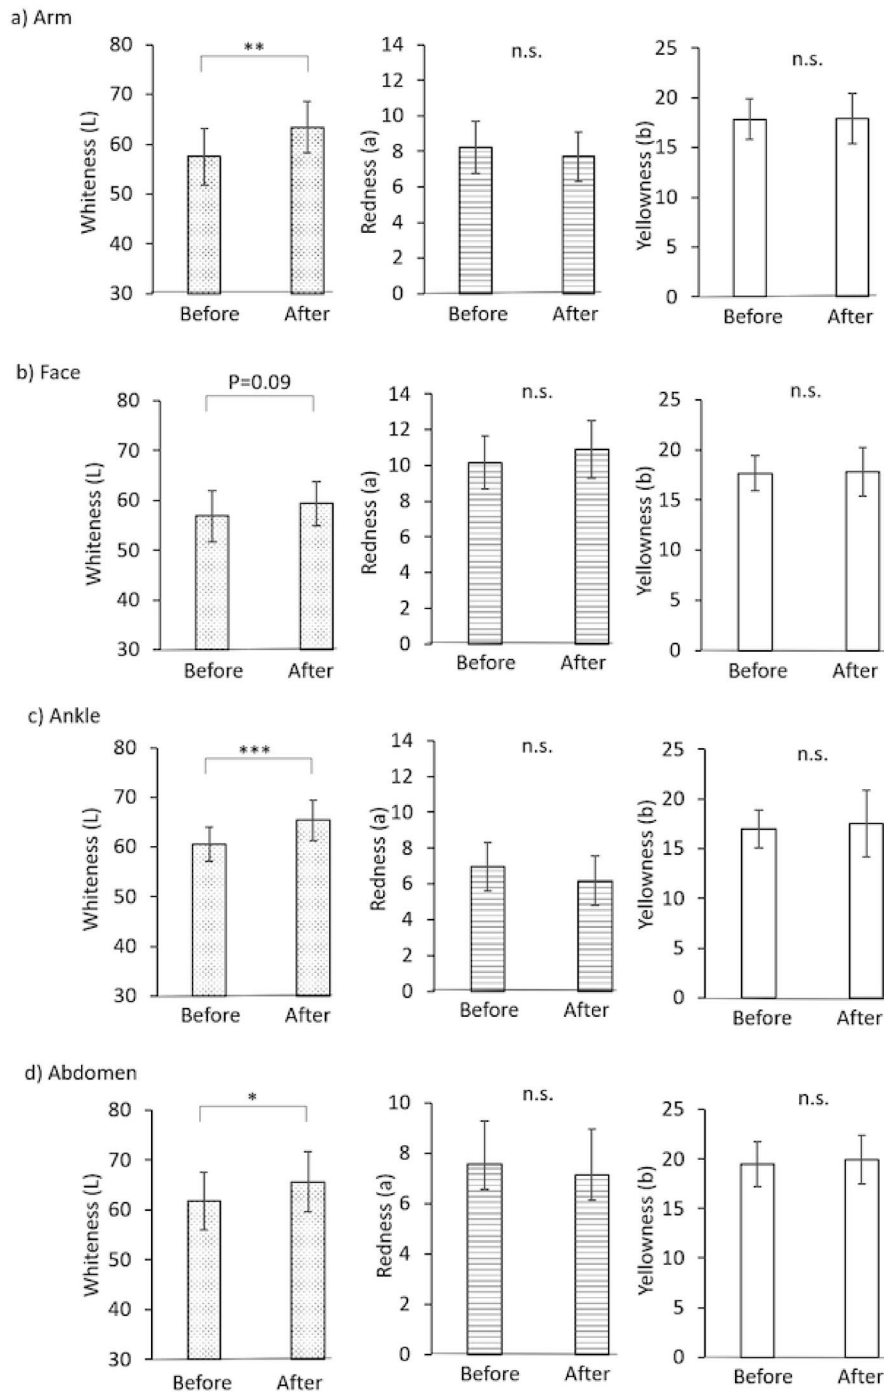 a) Arm
Whiteness (L)
80
70
60
50
40
30
**
Before After
Redness (a)
14
12
10
8
6
4
2
0
n.s.
Before After
Yellowness (b)
25
20
15
10
5
0
n.s.
Before After
b) Face
Whiteness (L)
80
70
60
50
40
30
P=0.09
Before After
Redness (a)
14
12
10
8
6
4
2
0
n.s.
Before After
Yellowness (b)
25
20
15
10
5
0
n.s.
Before After
c) Ankle
Whiteness (L)
80
70
60
50
40
30
***
Before After
Redness (a)
14
12
10
8
6
4
2
0
n.s.
Before After
Yellowness (b)
25
20
15
10
5
0
n.s.
Before After
d) Abdomen
Whiteness (L)
80
70
60
50
40
30
*
Before After
Redness (a)
10
8
6
4
2
0
n.s.
Before After
Yellowness (b)
25
20
15
10
5
0
n.s.
Before After